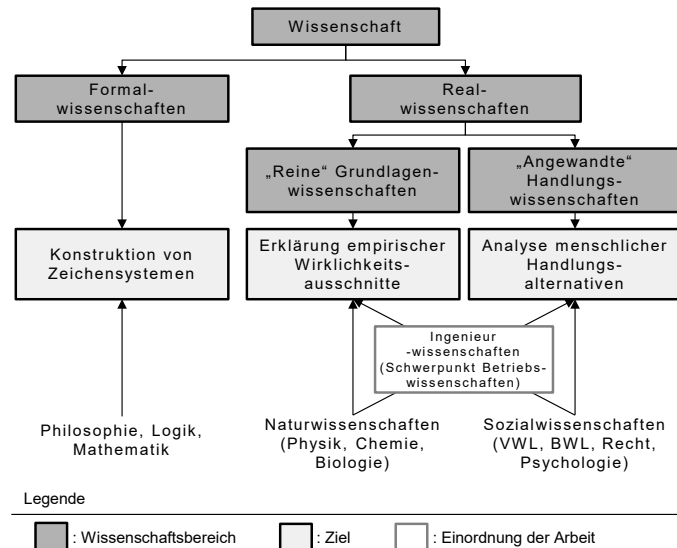 Wissenschaft
Formal-
wissenschaften
Real-
wissenschaften
„Reine“ Grundlagen-
wissenschaften
„Angewandte“
Handlungs-
wissenschaften
Konstruktion von
Zeichensystemen
Erklärung empirischer
Wirklichkeits-
ausschnitte
Analyse menschlicher
Handlungs-
alternativen
Ingenieur
-wissenschaften
(Schwerpunkt Betriebs-
wissenschaften)
Philosophie, Logik,
Mathematik
Naturwissenschaften
(Physik, Chemie,
Biologie)
Sozialwissenschaften
(VWL, BWL, Recht,
Psychologie)
Legende
: Wissenschaftsbereich
: Ziel
: Einordnung der Arbeit